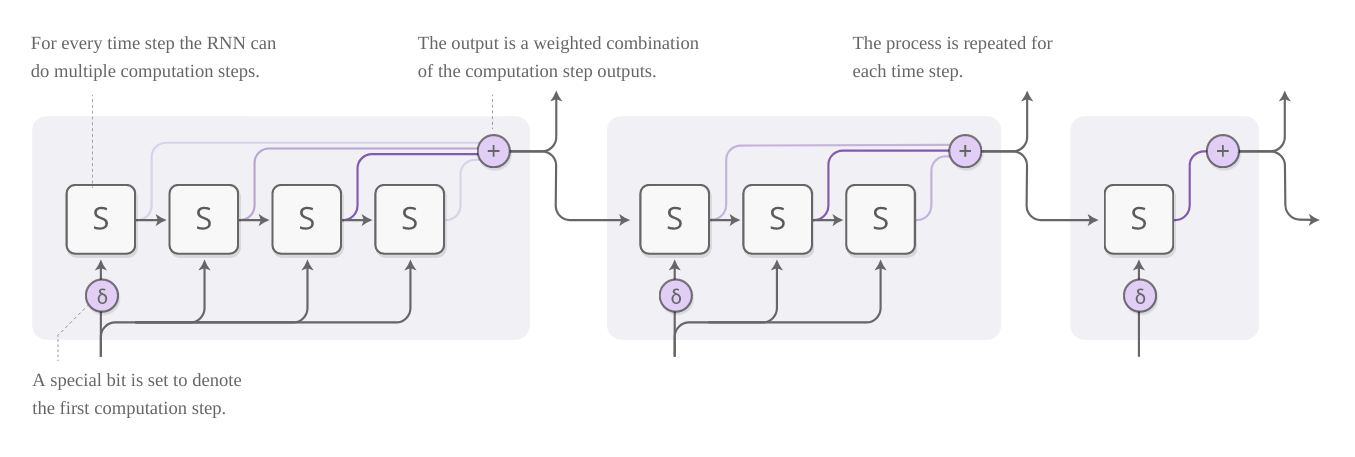 For every time step the RNN can
do multiple computation steps.
The output is a weighted combination
of the computation step outputs.
The process is repeated for
each time step.
+
+
+
S S S S
S S S
S
δ
δ
δ
A special bit is set to denote
the first computation step.